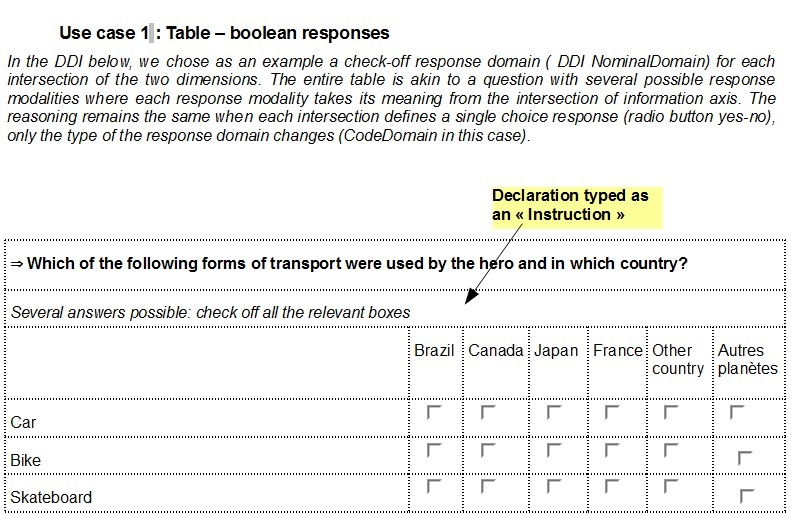 Use case 1 : Table – boolean responses
In the DDI below, we chose as an example a check-off response domain ( DDI NominalDomain) for each
intersection of the two dimensions. The entire table is akin to a question with several possible response
modalities where each response modality takes its meaning from the intersection of information axis. The
reasoning remains the same when each intersection defines a single choice response (radio button yes-no),
only the type of the response domain changes (CodeDomain in this case).
Declaration typed as
an « Instruction »
⇒ Which of the following forms of transport were used by the hero and in which country?
Several answers possible: check off all the relevant boxes
Brazil Canada Japan France Other Autres
country planètes
Car
Bike
Skateboard